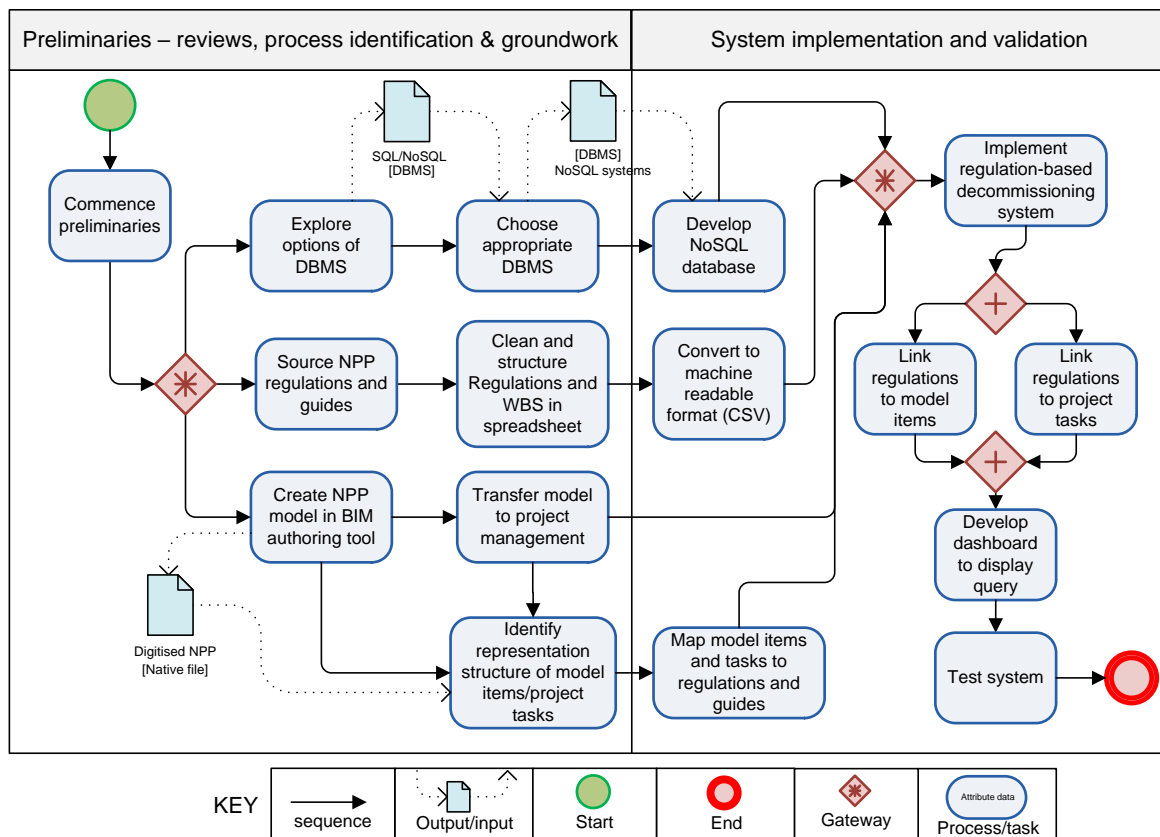 Preliminaries – reviews, process identification & groundwork
System implementation and validation
SQL/NoSQL
[DBMS]
[DBMS]
NoSQL systems
Commence
preliminaries
Explore
options of
DBMS
Choose
appropriate
DBMS
Develop
NoSQL
database
Implement
regulation-based
decommissioning
system
Source NPP
regulations and
guides
Clean and
structure
Regulations and
WBS in
spreadsheet
Convert to
machine
readable
format (CSV)
Link
regulations
to model
items
Link
regulations
to project
tasks
Create NPP
model in BIM
authoring tool
Transfer model
to project
management
Develop
dashboard
to display
query
Digitised NPP
[Native file]
Identify
representation
structure of model
items/project
tasks
Map model items
and tasks to
regulations and
guides
Test system
KEY
sequence
Output/input
Start
End
Gateway
Attribute data
Process/task